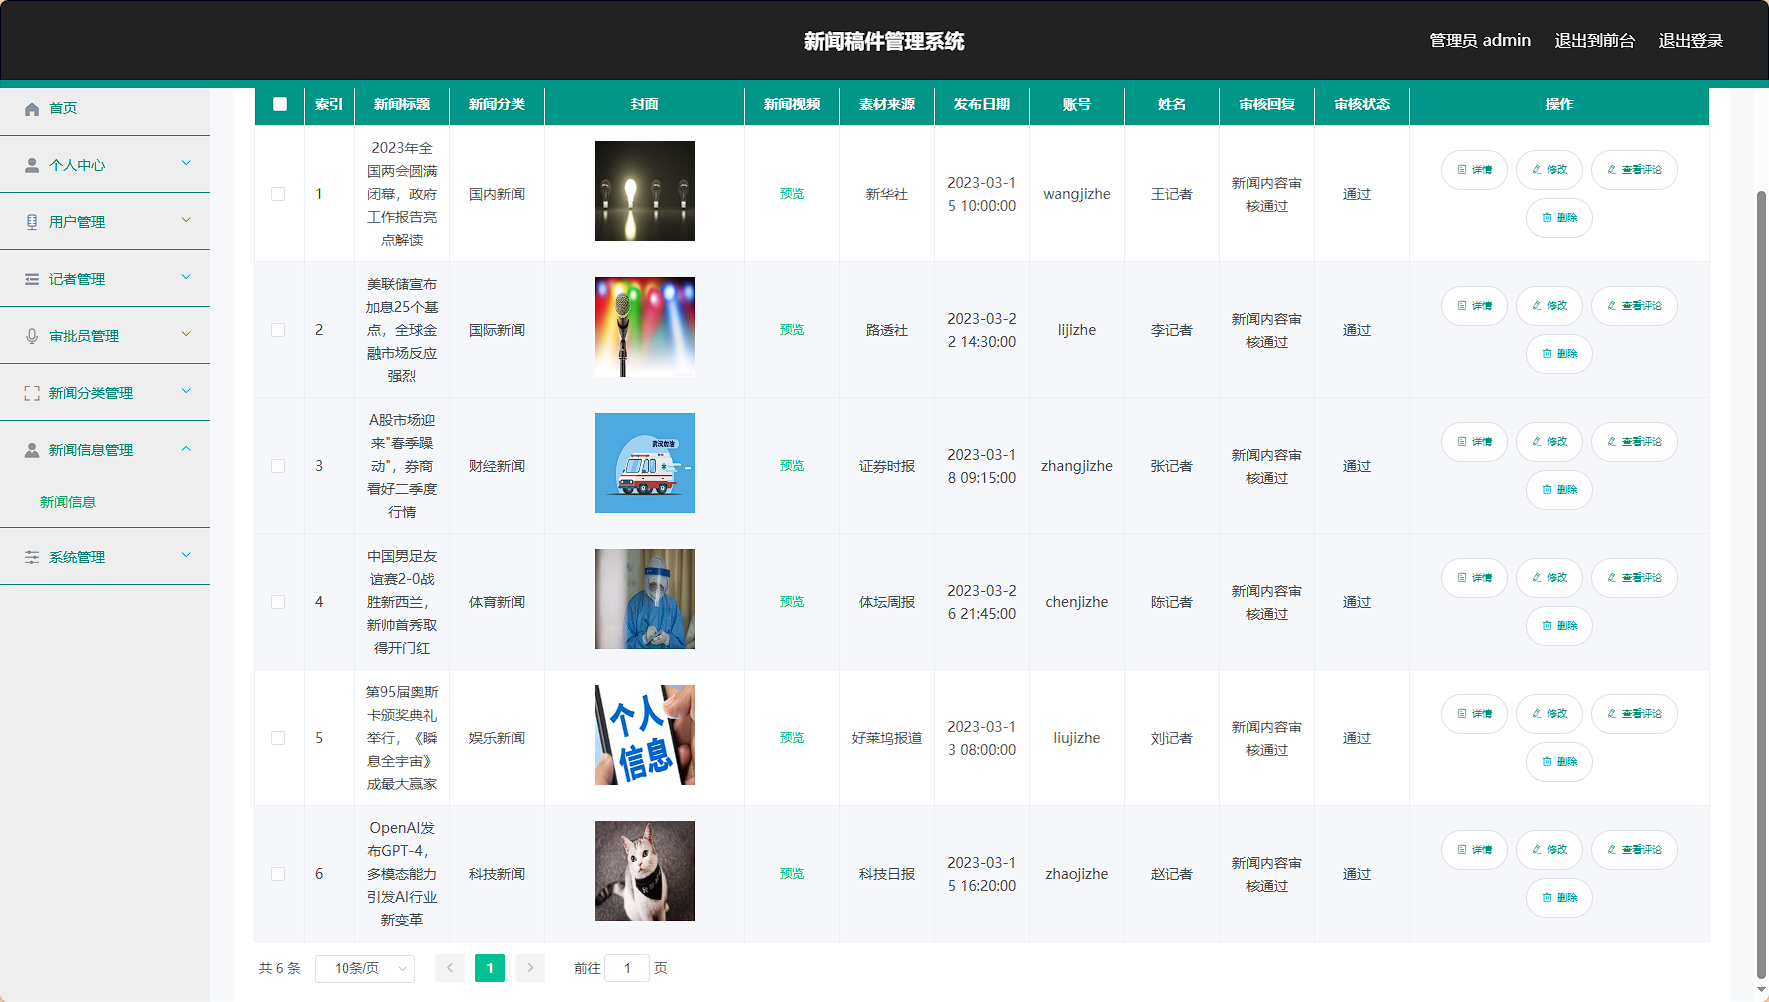 新闻稿件管理系统
管理员 admin 退出到前台 退出登录
首页
个人中心
用户管理
记者管理
审批员管理
新闻分类管理
新闻信息管理
新闻信息
系统管理
索引 新闻标题 新闻分类 封面 新闻视频 素材来源 发布日期 账号 姓名 审核回复 审核状态 操作
1
2023年全
国两会圆满
闭幕，政府
工作报告亮
点解读
国内新闻
预览
新华社
2023-03-1
5 10:00:00
wangjizhe
王记者
新闻内容审
核通过
通过
详情 修改 查看评论
删除
2
美联储宣布
加息25个基
点，全球金
融市场反应
强烈
国际新闻
预览
路透社
2023-03-2
2 14:30:00
lijizhe
李记者
新闻内容审
核通过
通过
详情 修改 查看评论
删除
3
A股市场迎
来"春季躁
动"，券商
看好二季度
行情
财经新闻
武汉加油
预览
证券时报
2023-03-1
8 09:15:00
zhangjizhe
张记者
新闻内容审
核通过
通过
详情 修改 查看评论
删除
4
中国男足友
谊赛2-0战
胜新西兰，
新帅首秀取
得开门红
体育新闻
预览
体坛周报
2023-03-2
6 21:45:00
chenjizhe
陈记者
新闻内容审
核通过
通过
详情 修改 查看评论
删除
5
第95届奥斯
卡颁奖典礼
举行，《瞬
息全宇宙》
成最大赢家
娱乐新闻
个人
信息
预览
好莱坞报道
2023-03-1
3 08:00:00
liujizhe
刘记者
新闻内容审
核通过
通过
详情 修改 查看评论
删除
6
OpenAI发
布GPT-4，
多模态能力
引发AI行业
新变革
科技新闻
预览
科技日报
2023-03-1
5 16:20:00
zhaojizhe
赵记者
新闻内容审
核通过
通过
详情 修改 查看评论
删除
共 6 条 10条/页 1 前往 1 页